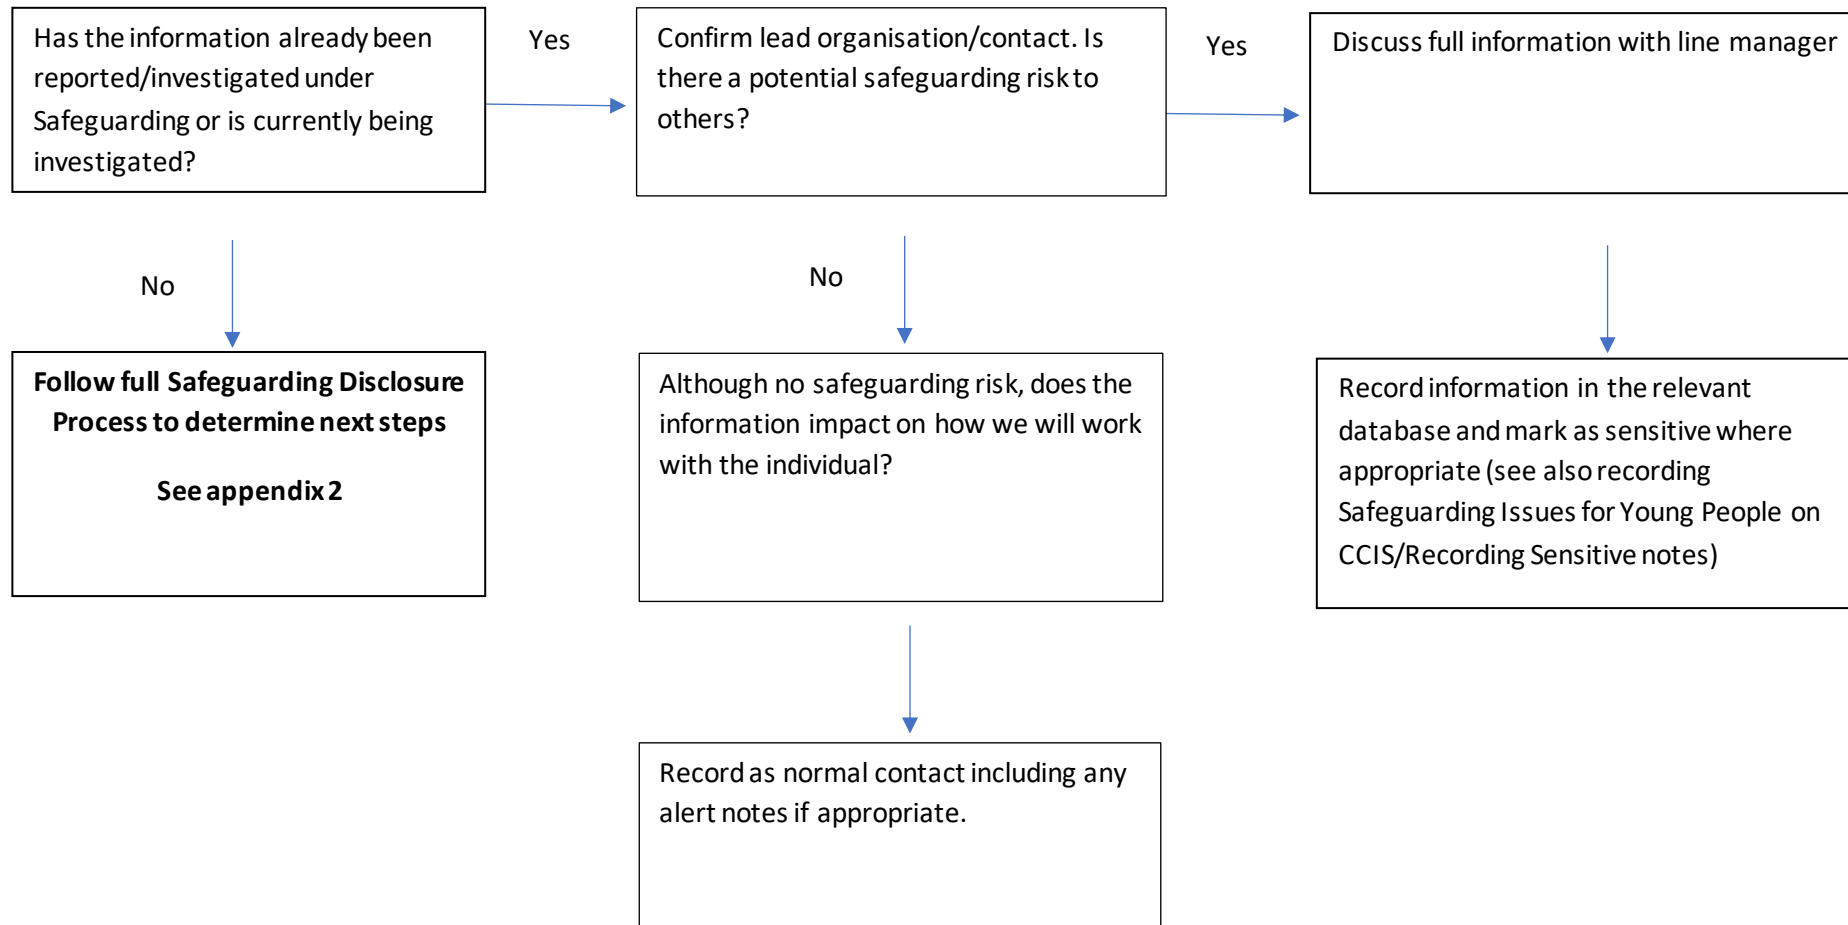 Has the information already been
reported/investigated under
Safeguarding or is currently being
investigated?
Yes
Confirm lead organisation/contact. Is
there a potential safeguarding risk to
others?
Yes
Discuss full information with line manager
No
No
Follow full Safeguarding Disclosure
Process to determine next steps
See appendix 2
Although no safeguarding risk, does the
information impact on how we will work
with the individual?
Record information in the relevant
database and mark as sensitive where
appropriate (see also recording
Safeguarding Issues for Young People on
CCIS/Recording Sensitive notes)
Record as normal contact including any
alert notes if appropriate.